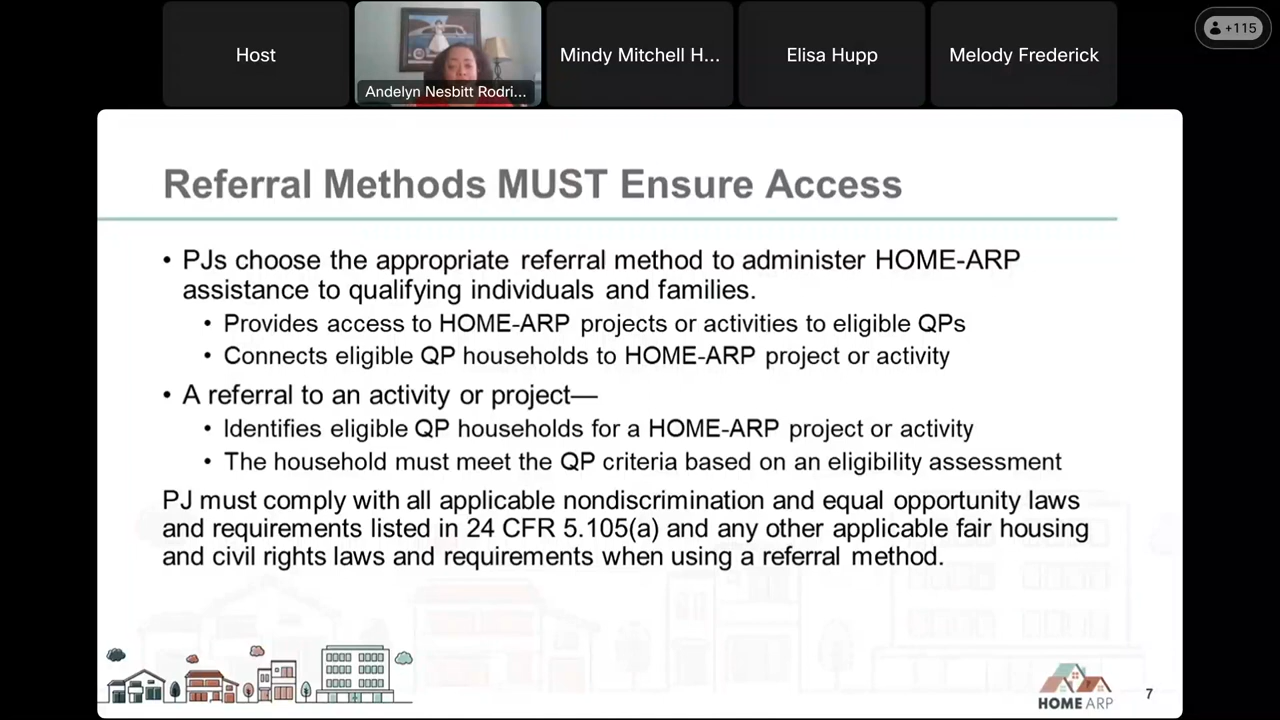 Host
Andelyn Nesbitt Rodri...
Mindy Mitchell H...
Elisa Hupp
Melody Frederick
+115
Referral Methods MUST Ensure Access
• PJs choose the appropriate referral method to administer HOME-ARP
assistance to qualifying individuals and families.
• Provides access to HOME-ARP projects or activities to eligible QPs
• Connects eligible QP households to HOME-ARP project or activity
• A referral to an activity or project—
• Identifies eligible QP households for a HOME-ARP project or activity
• The household must meet the QP criteria based on an eligibility assessment
PJ must comply with all applicable nondiscrimination and equal opportunity laws
and requirements listed in 24 CFR 5.105(a) and any other applicable fair housing
and civil rights laws and requirements when using a referral method.
HOME ARP
7